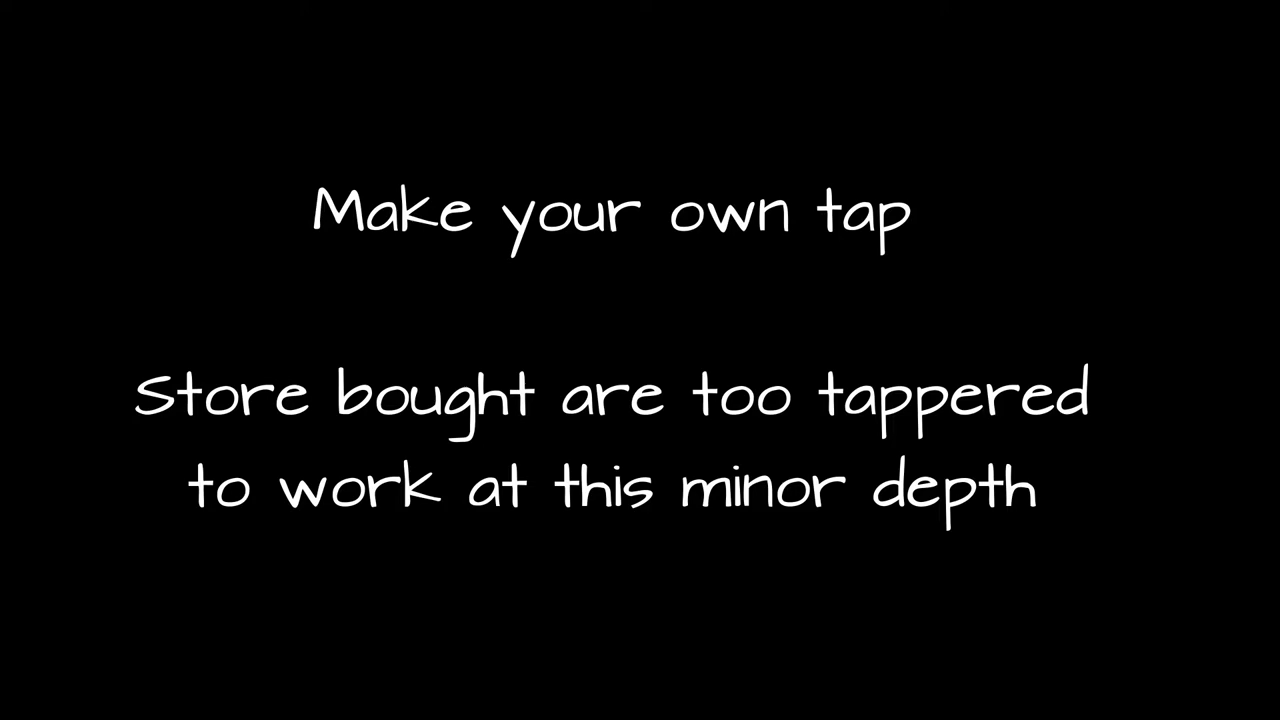 Make your own tap
Store bought are too tappered
to work at this minor depth